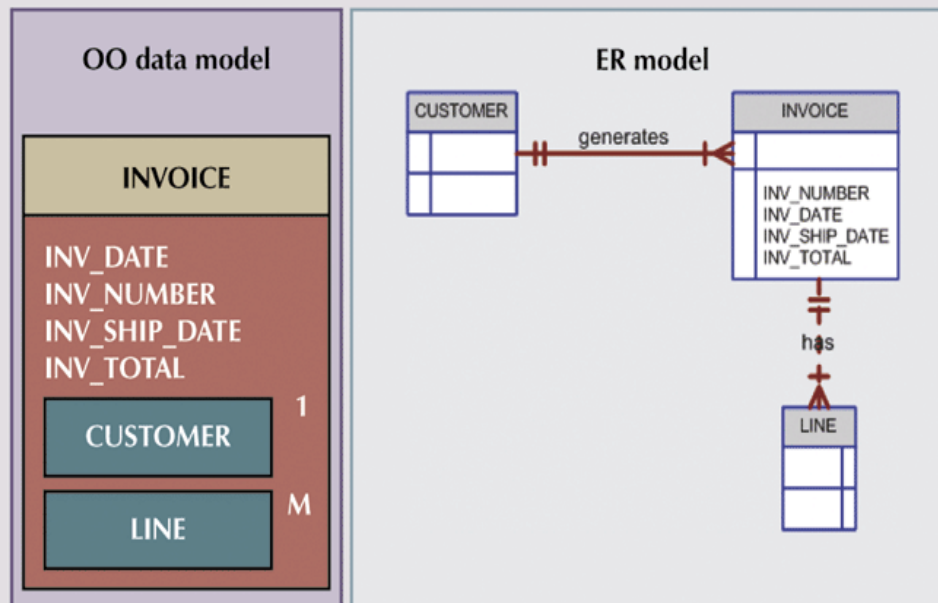 OO data model
INVOICE
INV_DATE
INV_NUMBER
INV_SHIP_DATE
INV_TOTAL
CUSTOMER
1
LINE
M
ER model
CUSTOMER
generates
INVOICE
INV_NUMBER
INV_DATE
INV_SHIP_DATE
INV_TOTAL
has
LINE